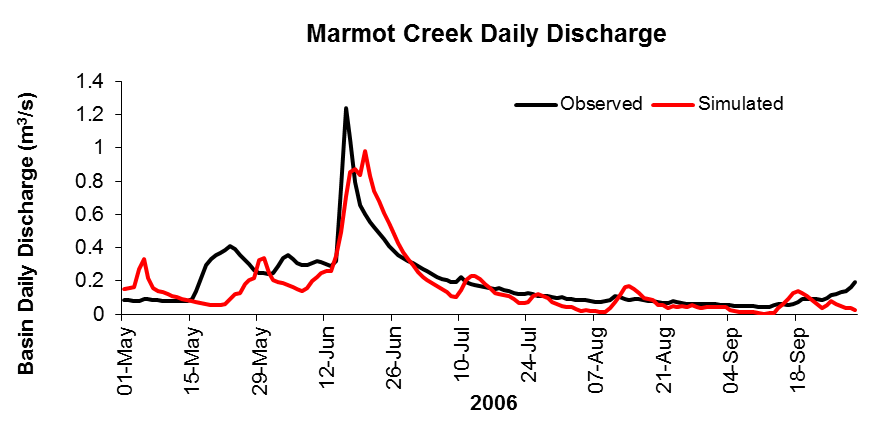 Marmot Creek Daily Discharge
Basin Daily Discharge (m³/s)
1.4
1.2
1
0.8
0.6
0.4
0.2
0
Observed
Simulated
01-May
15-May
29-May
12-Jun
26-Jun
10-Jul
24-Jul
07-Aug
21-Aug
04-Sep
18-Sep
2006